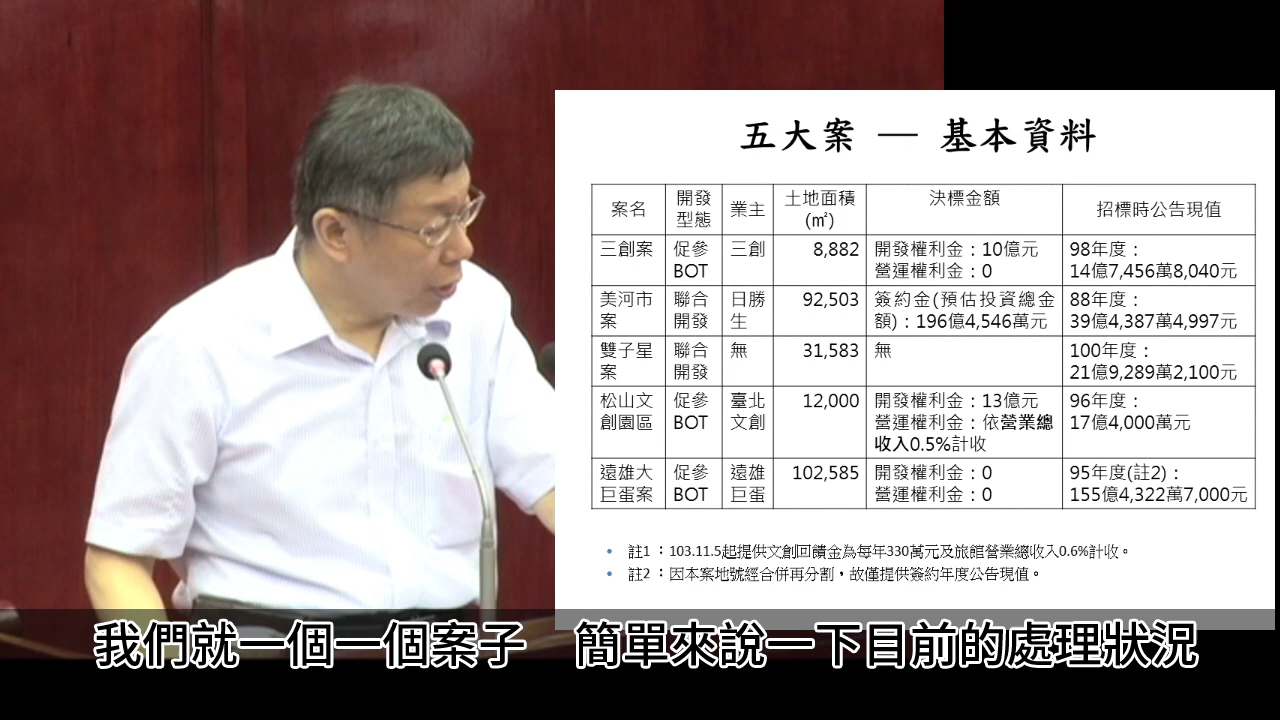 五大案 — 基本資料
案名 開發型態 業主 土地面積(㎡) 決標金額 招標時公告現值
三創案 促參BOT 三創 8,882 開發權利金：10億元 營運權利金：0 98年度：14億7,456萬8,040元
美河市案 聯合開發 日勝生 92,503 簽約金(預估投資總金額)：196億4,546萬元 88年度：39億4,387萬4,997元
雙子星案 聯合開發 無 31,583 無 100年度：21億9,289萬2,100元
松山文創園區 促參BOT 臺北文創 12,000 開發權利金：13億元 營運權利金：依營業總收入0.5%計收 96年度：17億4,000萬元
遠雄大巨蛋案 促參BOT 遠雄巨蛋 102,585 開發權利金：0 營運權利金：0 95年度(註2)：155億4,322萬7,000元
• 註1：103.11.5起提供文創回饋金為每年330萬元及旅館營業總收入0.6%計收。
• 註2：因本案地號經合併再分割，故僅提供簽約年度公告現值。
我們就一個一個案子 簡單來說一下目前的處理狀況